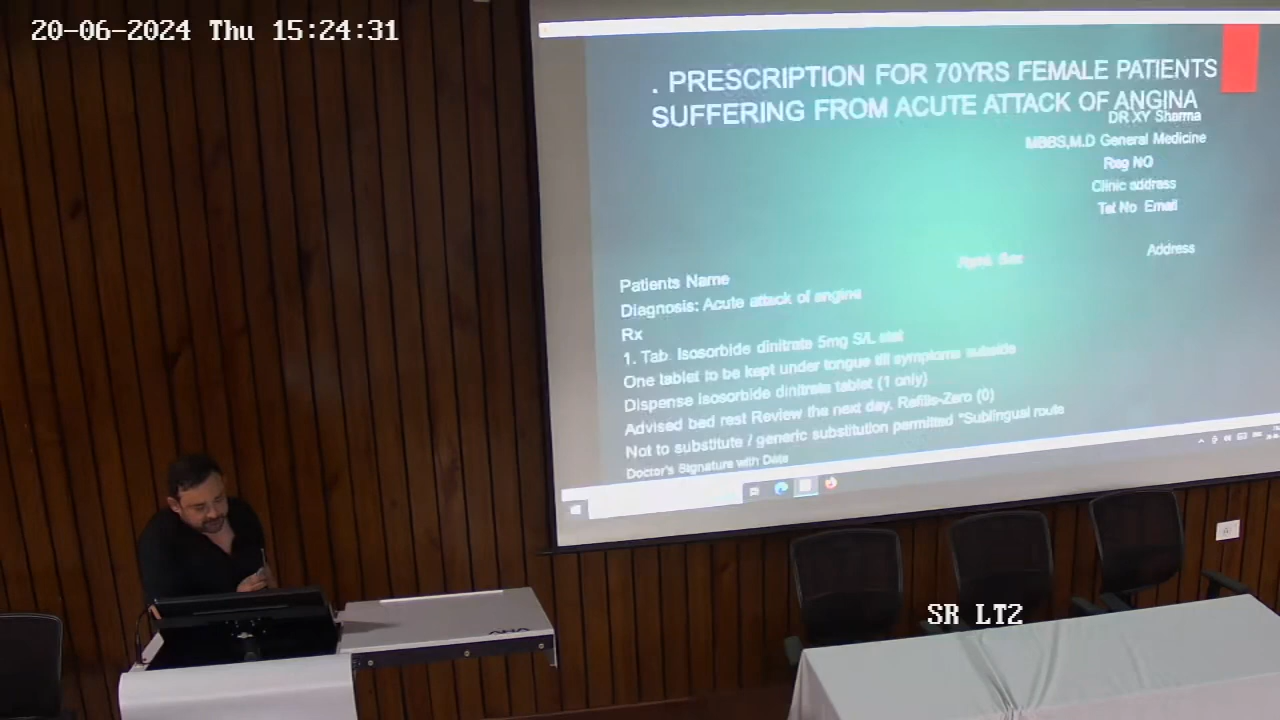 20-06-2024 Thu 15:24:31
. PRESCRIPTION FOR 70YRS FEMALE PATIENTS
SUFFERING FROM ACUTE ATTACK OF ANGINA
DR XY Sharma
MBBS,M.D General Medicine
Reg NO
Clinic address
Tel No Email
Address
Patients Name
Diagnosis: Acute attack of angina
Rx
1. Tab. Isosorbide dinitrate 5mg S/L stat
One tablet to be kept under tongue till symptoms subside
Dispense isosorbide dinitrate tablet (1 only)
Advised bed rest Review the next day. Refills-Zero (0)
Not to substitute / generic substitution permitted "Sublingual route
Doctor's Signature with Date
SR LT2